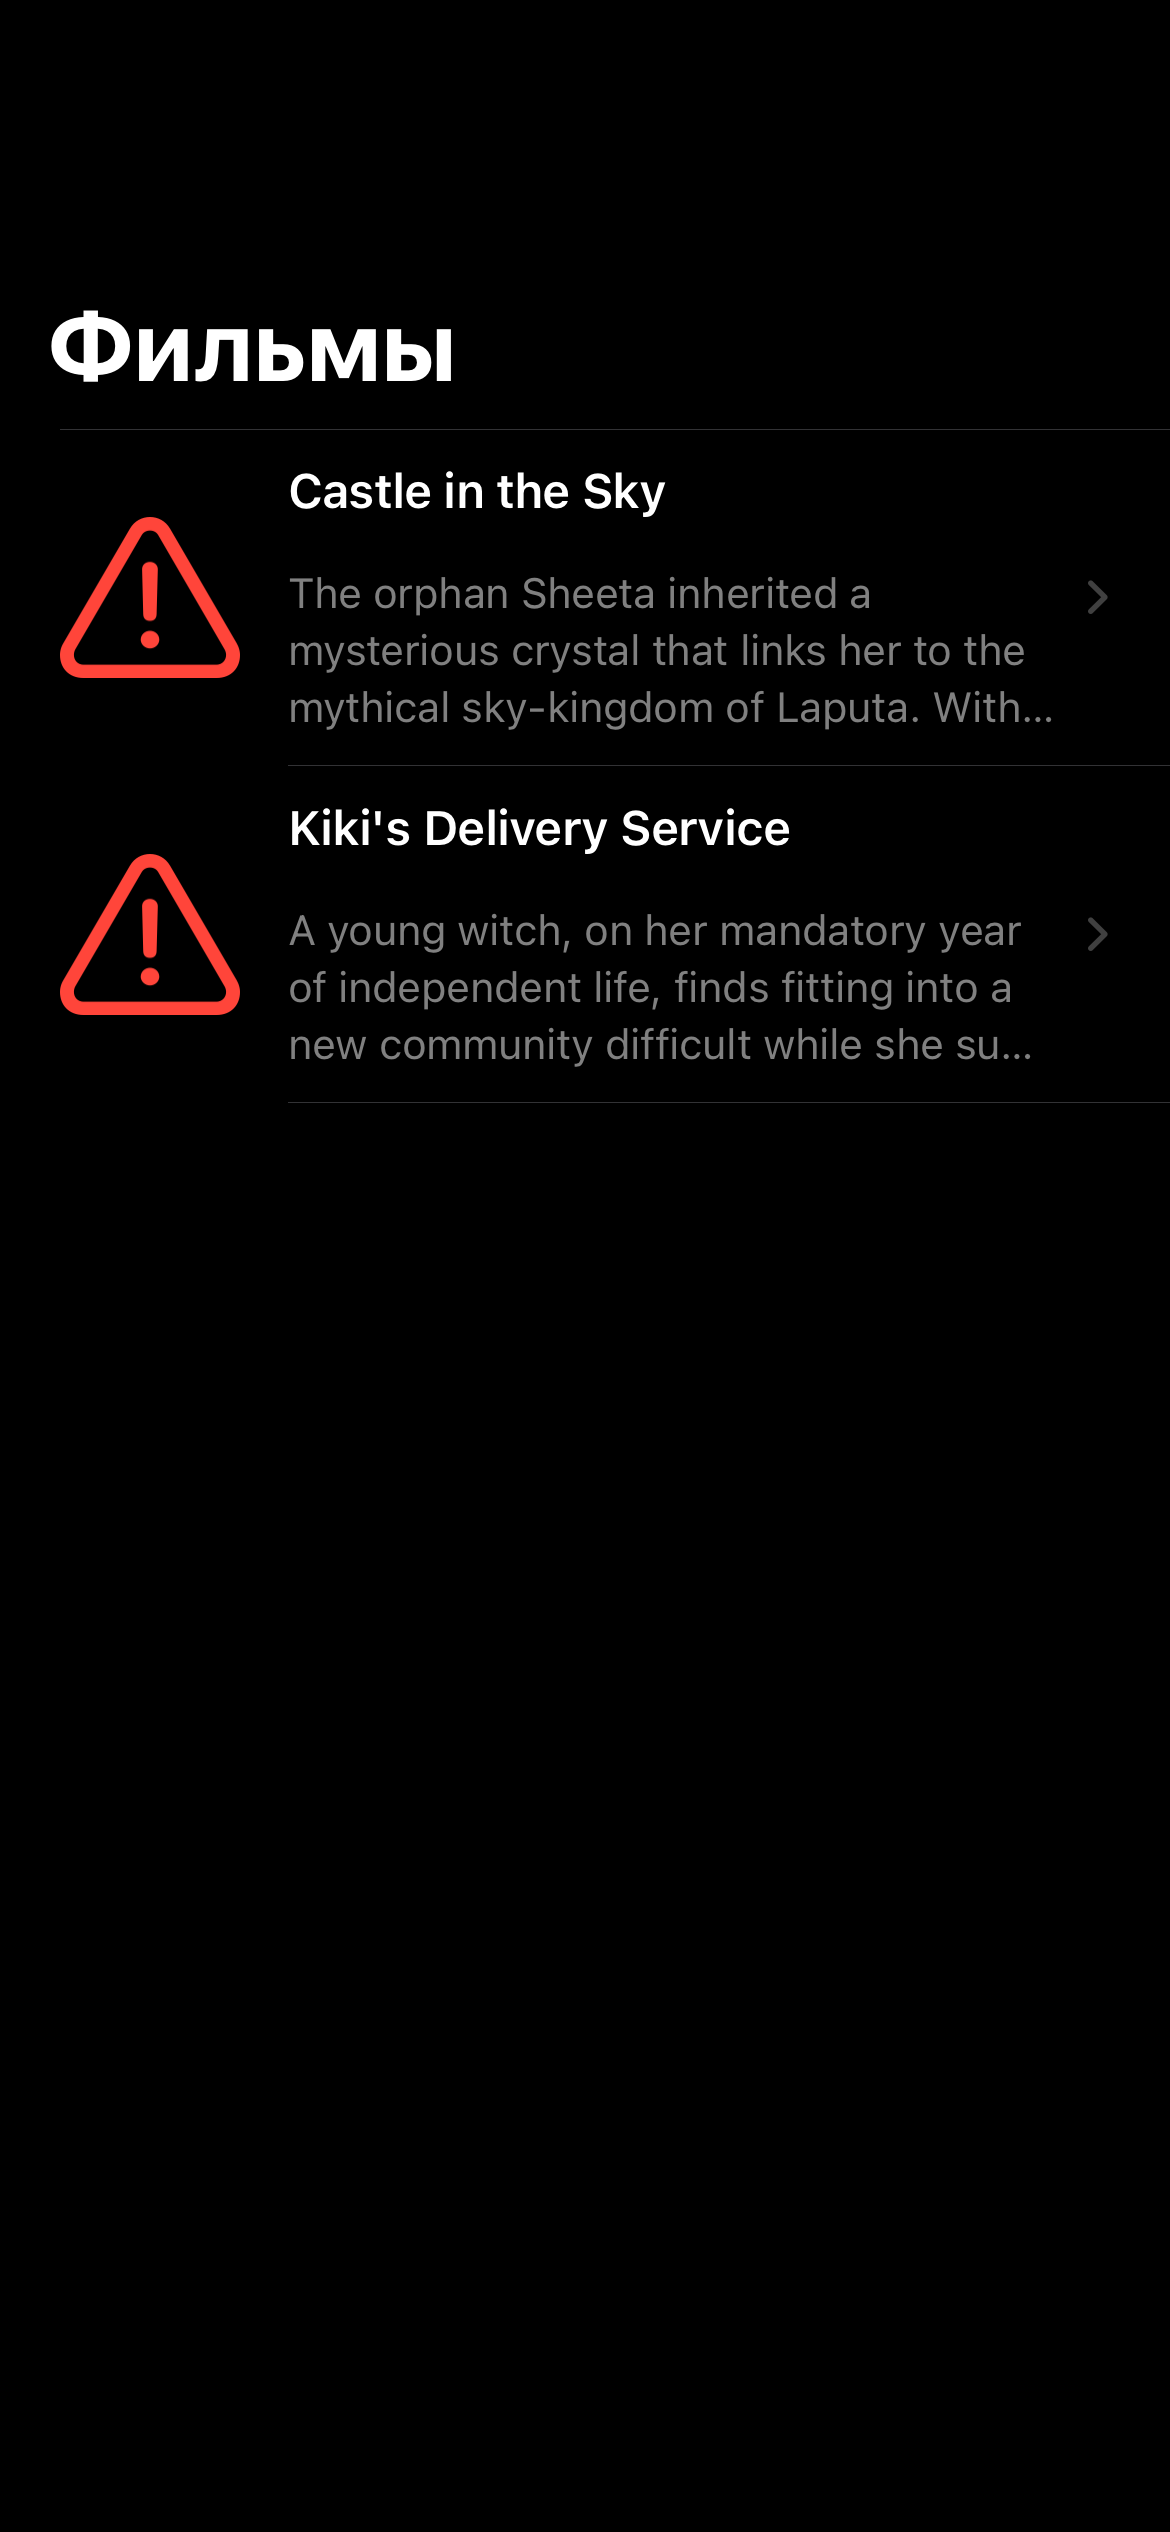 Фильмы
Castle in the Sky
The orphan Sheeta inherited a
mysterious crystal that links her to the
mythical sky-kingdom of Laputa. With...
Kiki's Delivery Service
A young witch, on her mandatory year
of independent life, finds fitting into a
new community difficult while she su...